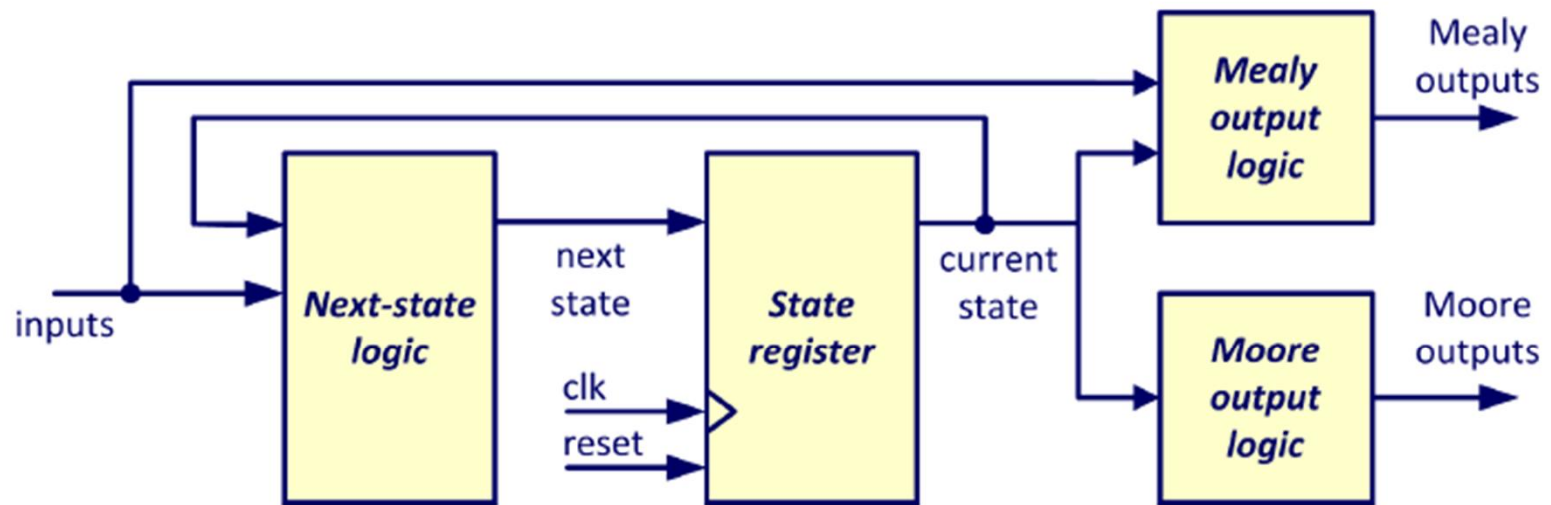 inputs
Next-state
logic
next
state
clk
reset
State
register
current
state
Mealy
output
logic
Mealy
outputs
Moore
output
logic
Moore
outputs